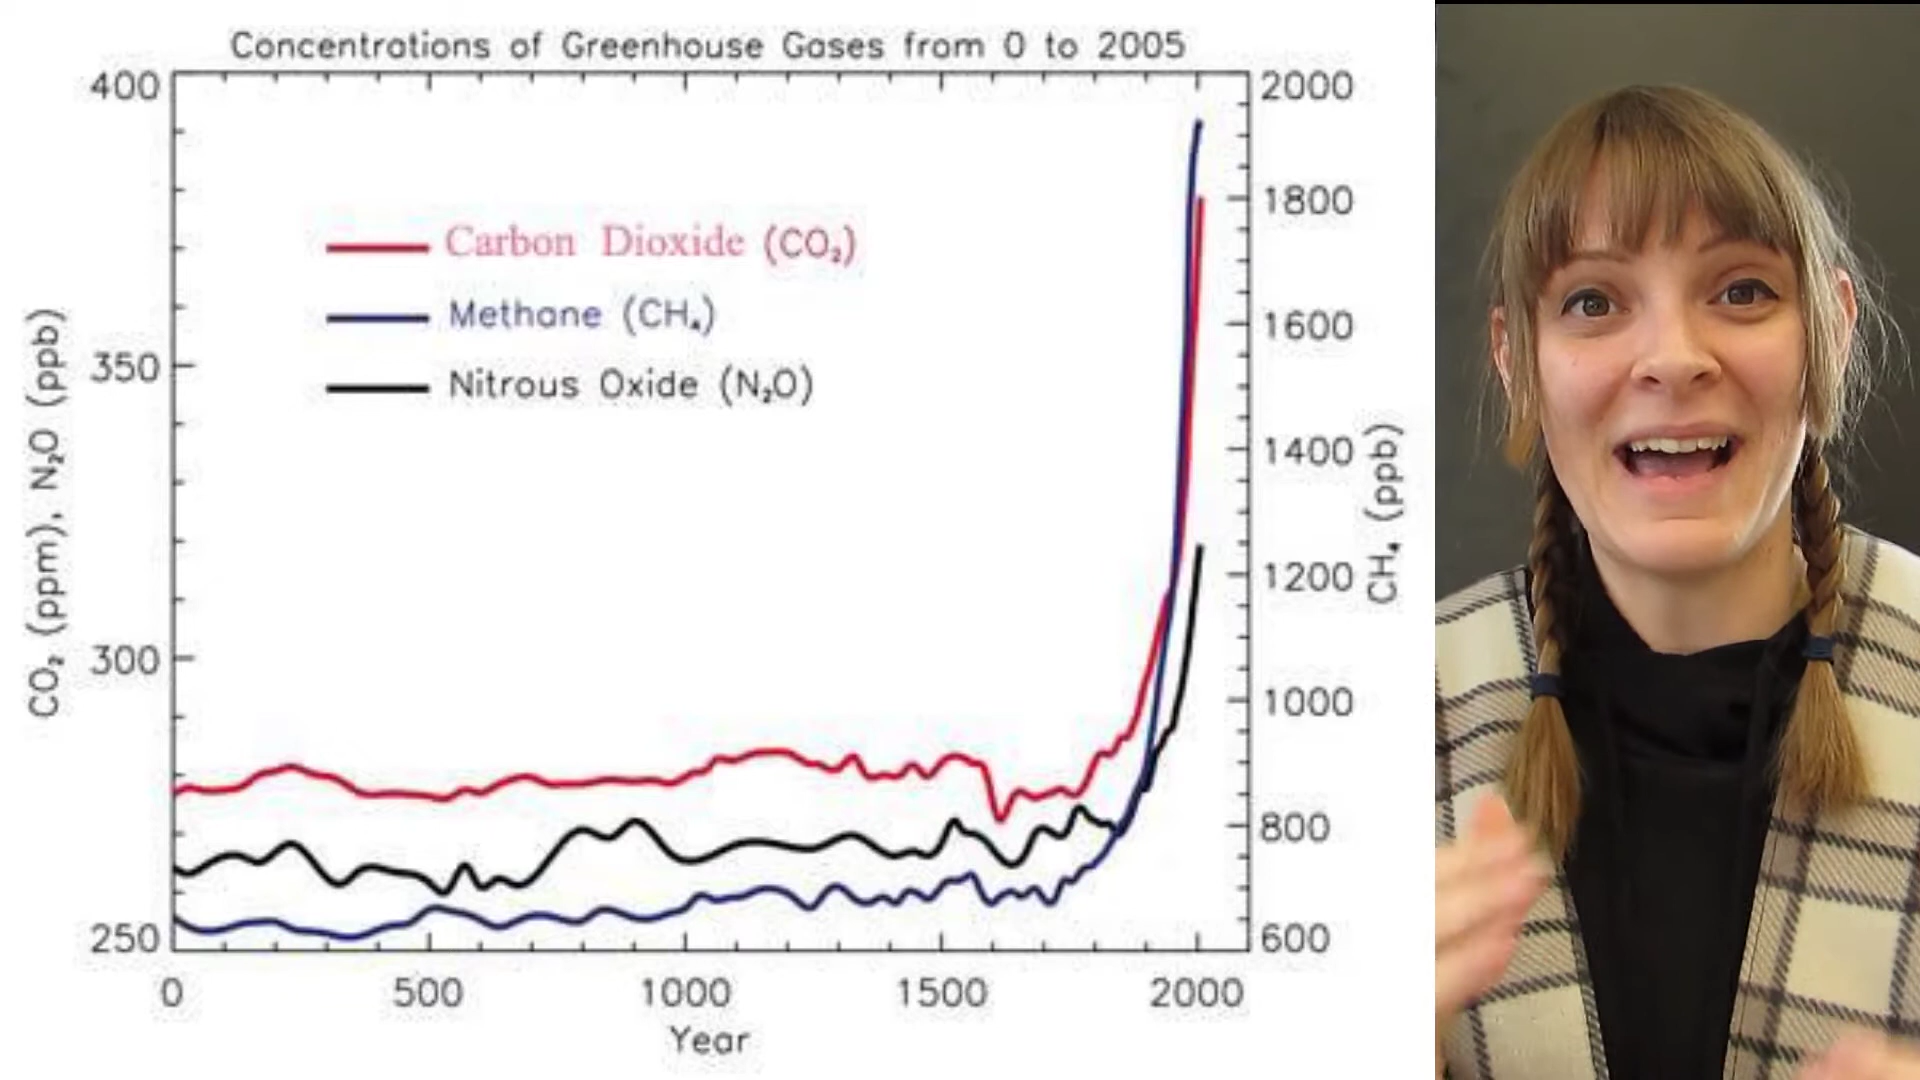 Concentrations of Greenhouse Gases from 0 to 2005
400
350
300
250
CO₂ (ppm), N₂O (ppb)
Carbon Dioxide (CO₂)
Methane (CH₄)
Nitrous Oxide (N₂O)
2000
1800
1600
1400
1200
1000
800
600
CH₄ (ppb)
0 500 1000 1500 2000
Year